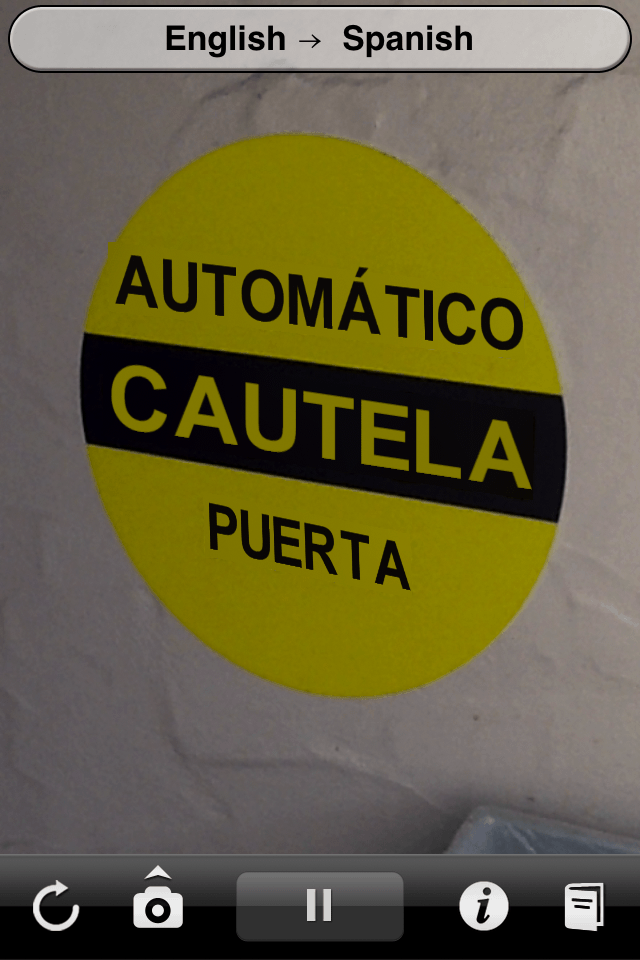 English → Spanish
AUTOMÁTICO
CAUTELA
PUERTA